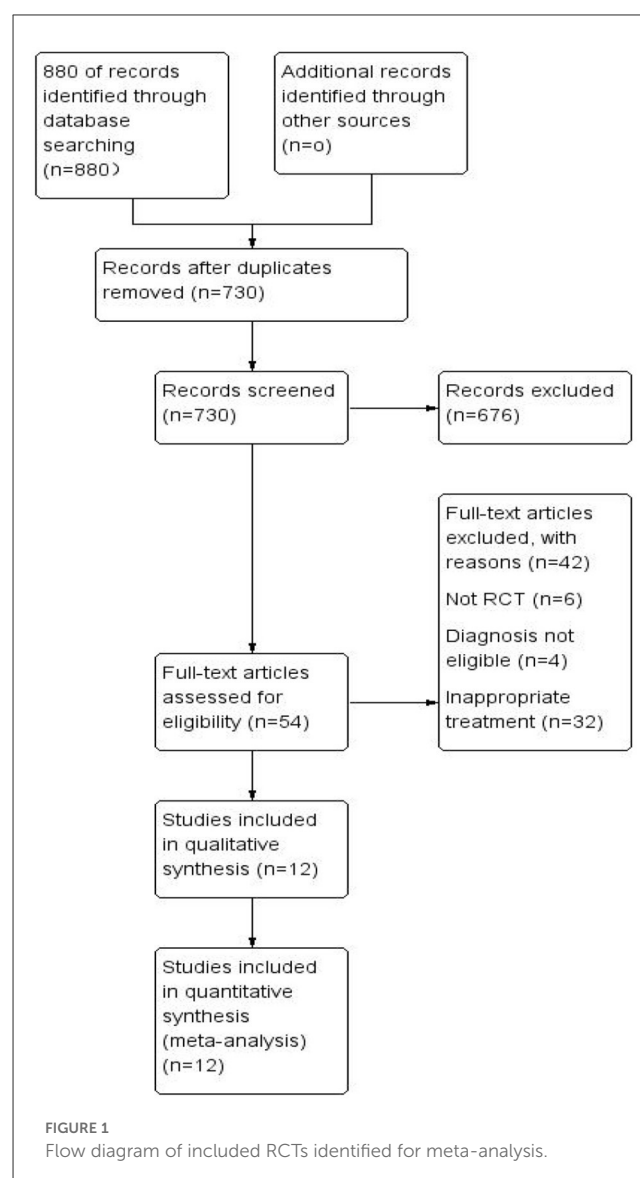 880 of records
identified through
database
searching
(n=880)
Additional records
identified through
other sources
(n=o)
Records after duplicates
removed (n=730)
Records screened
(n=730)
Records excluded
(n=676)
Full-text articles
excluded, with
reasons (n=42)
Not RCT (n=6)
Diagnosis not
eligible (n=4)
Inappropriate
treatment (n=32)
Full-text articles
assessed for
eligibility (n=54)
Studies included
in qualitative
synthesis (n=12)
Studies included
in quantitative
synthesis
(meta-analysis)
(n=12)
FIGURE 1
Flow diagram of included RCTs identified for meta-analysis.